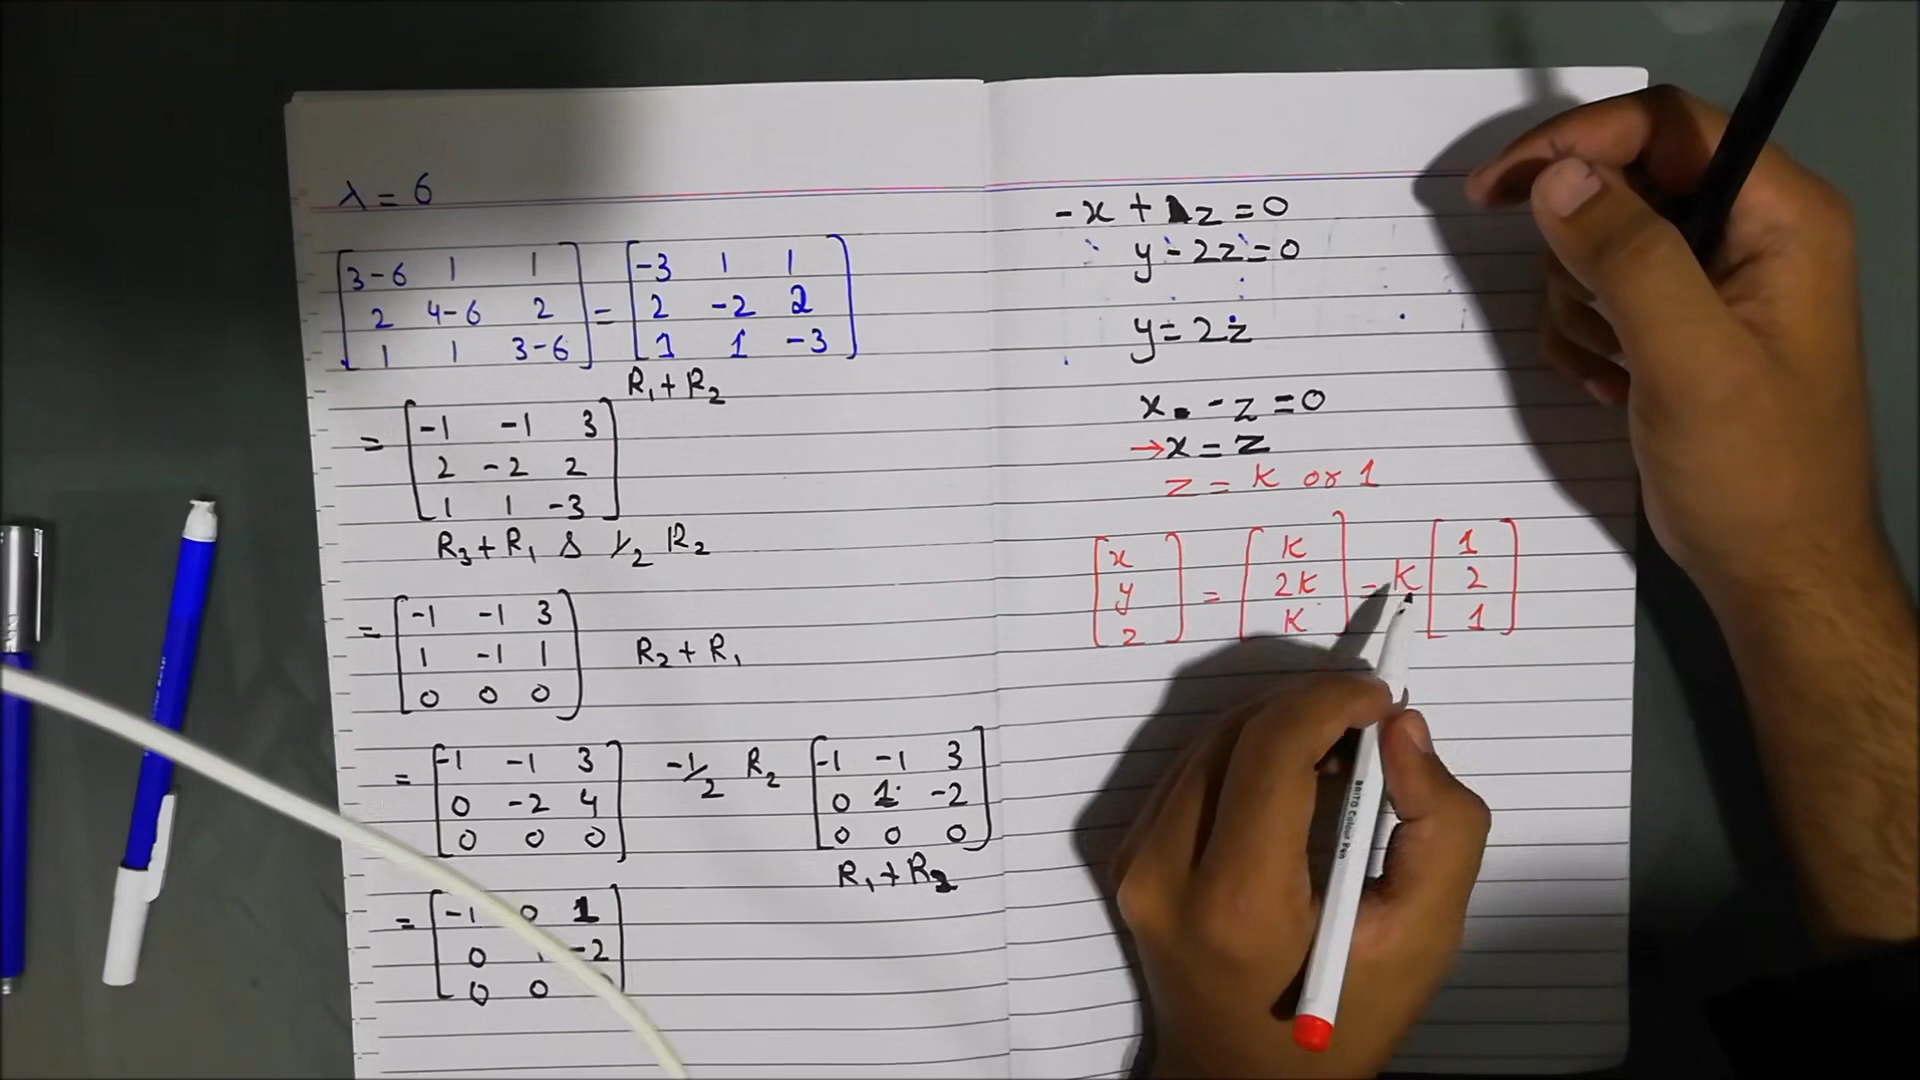 λ = 6
[3-6 1 1] = [-3 1 1]
[2 4-6 2] [2 -2 2]
[1 1 3-6] [1 1 -3]
R₁ + R₂
= [-1 -1 3]
[2 -2 2]
[1 1 -3]
R₃ + R₁ & 1/2 R₂
= [-1 -1 3]
[1 -1 1] R₂ + R₁
[0 0 0]
= [-1 -1 3] -1/2 R₂ [-1 -1 3]
[0 -2 4] [0 1 -2]
[0 0 0] [0 0 0]
R₁ + R₂
= [-1 0 1]
[0 -2]
[0 0]
-x + z = 0
y - 2z = 0
y = 2z
x - z = 0
→ x = z
z = K or 1
[x] [K] [1]
[y] = [2K] = K [2]
[z] [K] [1]
BRITO Colour Pen